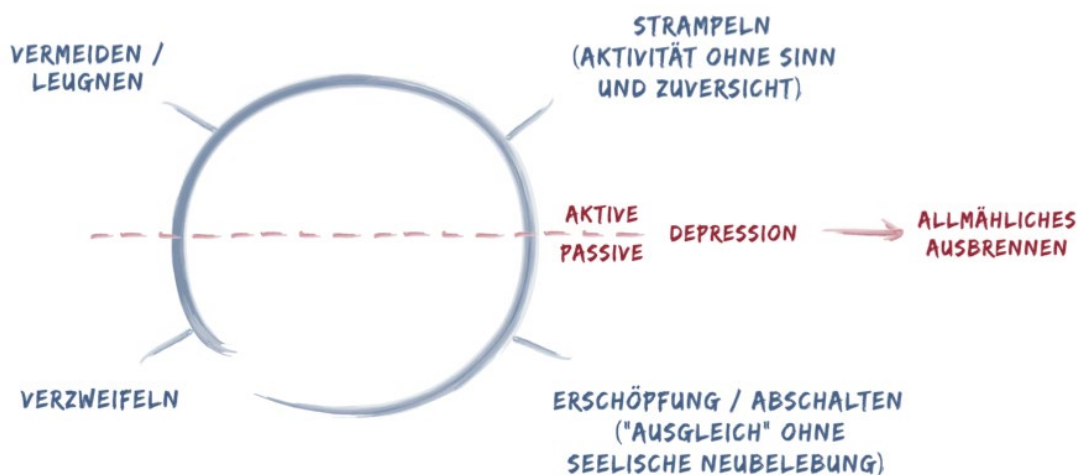 VERMEIDEN /
LEUGNEN
STRAMPELN
(AKTIVITÄT OHNE SINN
UND ZUVERSICHT)
AKTIVE
PASSIVE
DEPRESSION
ALLMÄHLICHES
AUSBRENNEN
VERZWEIFELN
ERSCHÖPFUNG / ABSCHALTEN
("AUSGLEICH" OHNE
SEELISCHE NEUBELEBUNG)